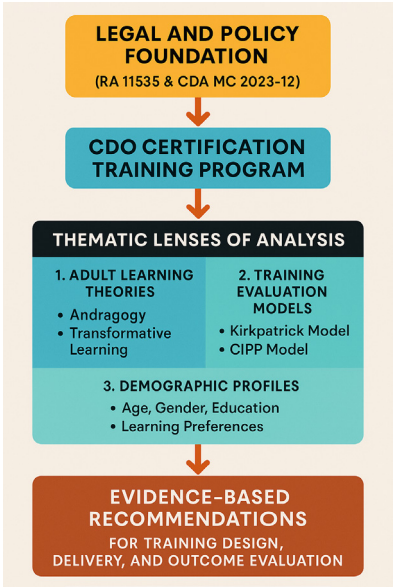 LEGAL AND POLICY
FOUNDATION
(RA 11535 & CDA MC 2023-12)
CDO CERTIFICATION
TRAINING PROGRAM
THEMATIC LENSES OF ANALYSIS
1. ADULT LEARNING
THEORIES
• Andragogy
• Transformative
Learning
2. TRAINING
EVALUATION
MODELS
• Kirkpatrick Model
• CIPP Model
3. DEMOGRAPHIC PROFILES
• Age, Gender, Education
• Learning Preferences
EVIDENCE-BASED
RECOMMENDATIONS
FOR TRAINING DESIGN,
DELIVERY, AND OUTCOME EVALUATION